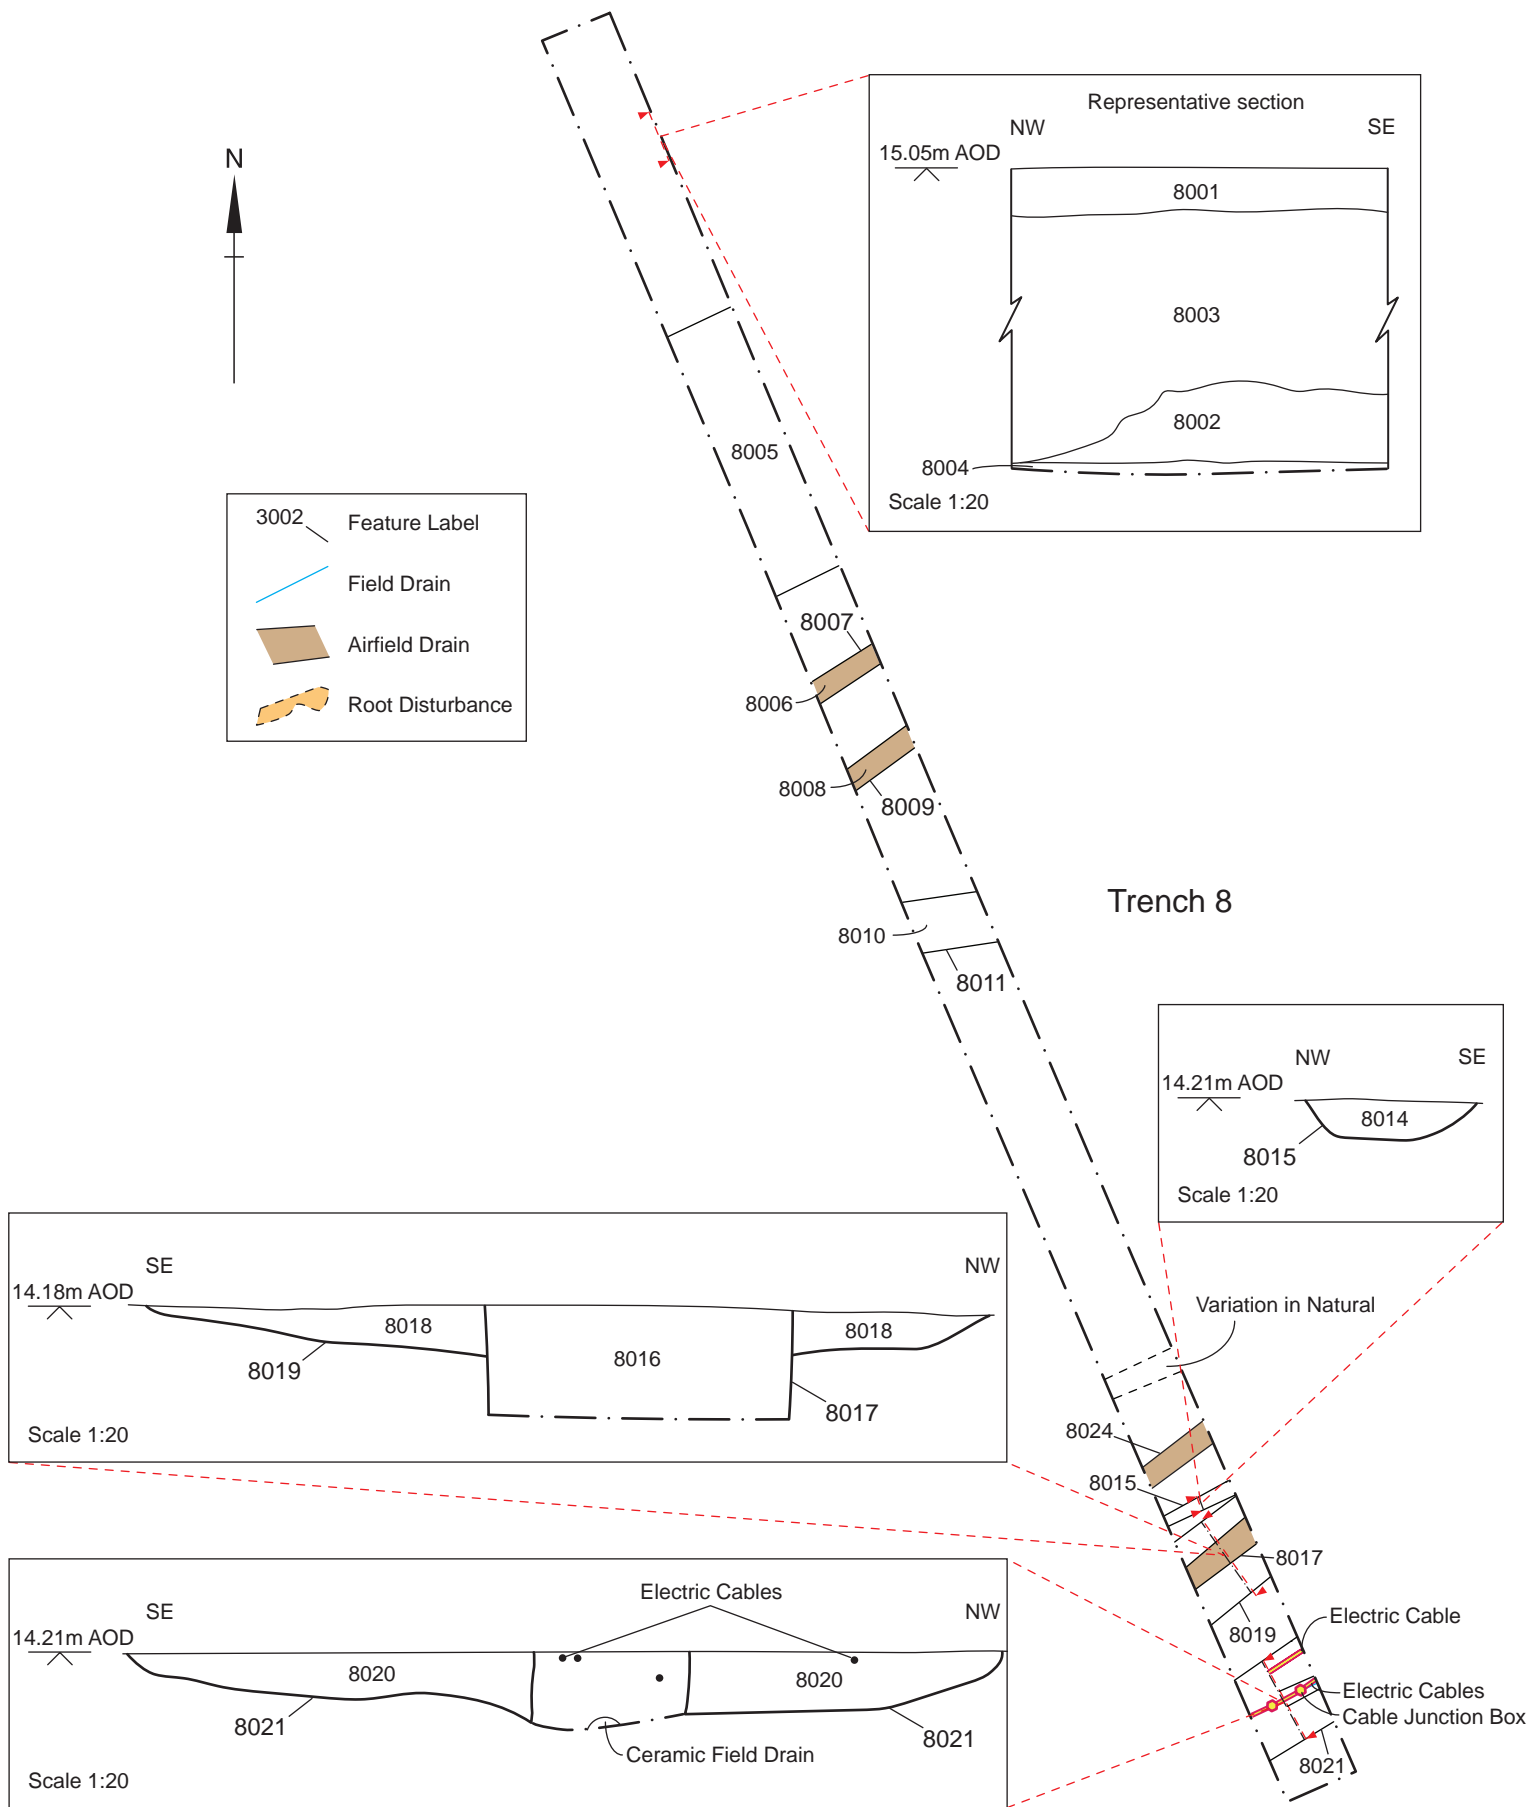 Representative section
NW SE
15.05m AOD
8001
8003
8002
8004
Scale 1:20
N
3002 Feature Label
Field Drain
Airfield Drain
Root Disturbance
8005
8007
8006
8008
8009
Trench 8
8010
8011
NW SE
14.21m AOD
8014
8015
Scale 1:20
SE NW
14.18m AOD
8018
8018
8016
8019
8017
Scale 1:20
Variation in Natural
8024
8015
8017
8019
Electric Cable
Electric Cables
Cable Junction Box
8021
Electric Cables
SE NW
14.21m AOD
8020
8020
8021
8021
Ceramic Field Drain
Scale 1:20